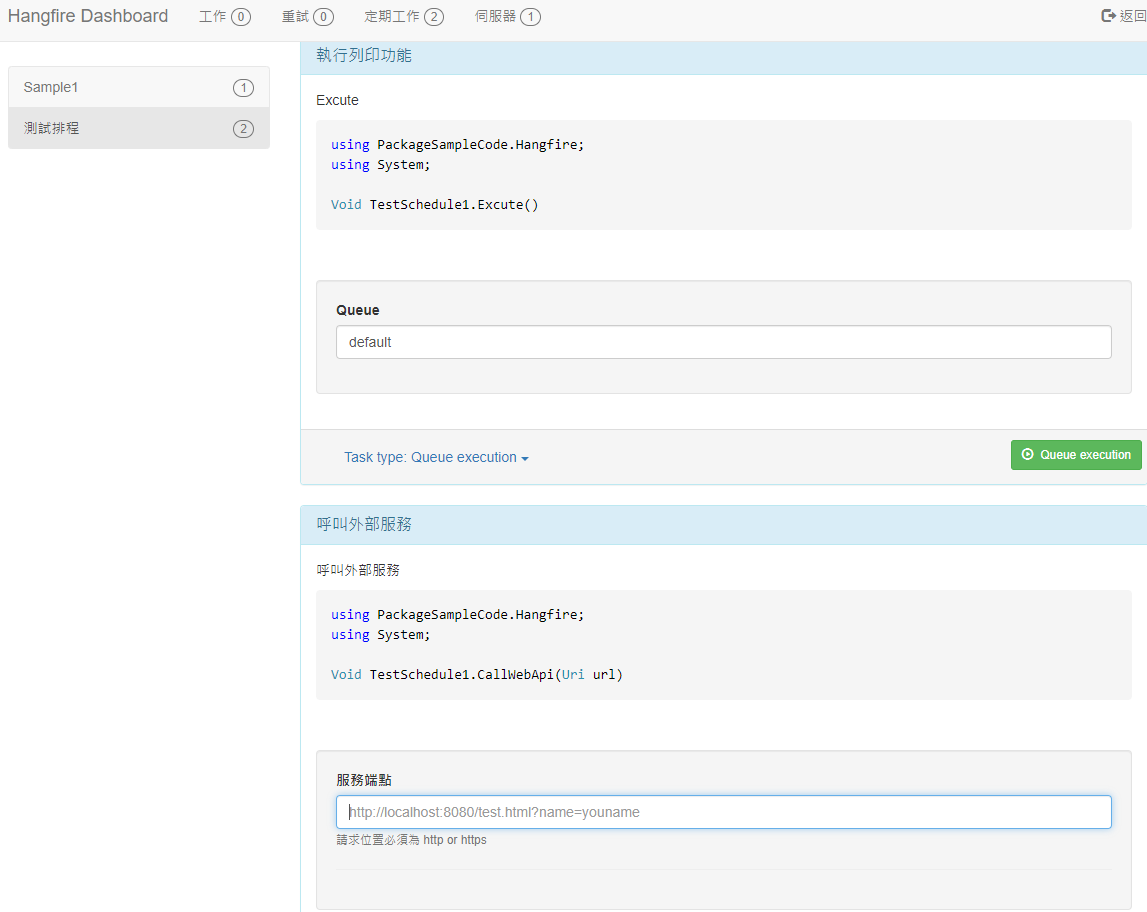 Hangfire Dashboard 工作 0 重試 0 定期工作 2 伺服器 1 返回
Sample1 1
測試排程 2
執行列印功能
Excute
using PackageSampleCode.Hangfire;
using System;
Void TestSchedule1.Excute()
Queue
default
Task type: Queue execution
Queue execution
呼叫外部服務
呼叫外部服務
using PackageSampleCode.Hangfire;
using System;
Void TestSchedule1.CallWebApi(Uri url)
服務端點
http://localhost:8080/test.html?name=youname
請求位置必須為 http or https